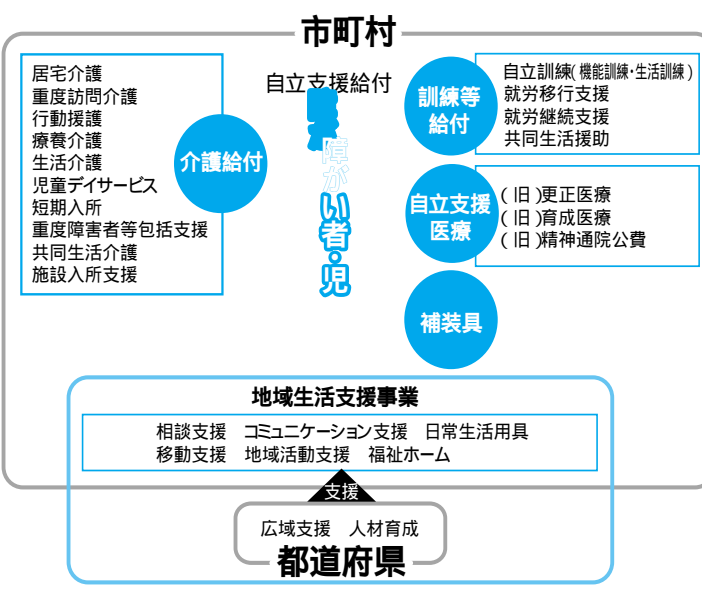 市町村
居宅介護
重度訪問介護
行動援護
療養介護
生活介護
児童デイサービス
短期入所
重度障害者等包括支援
共同生活介護
施設入所支援
介護給付
自立支援給付
障がい者・児
訓練等
給付
自立訓練(機能訓練・生活訓練)
就労移行支援
就労継続支援
共同生活援助
自立支援
医療
(旧)更正医療
(旧)育成医療
(旧)精神通院公費
補装具
地域生活支援事業
相談支援 コミュニケーション支援 日常生活用具
移動支援 地域活動支援 福祉ホーム
支援
広域支援 人材育成
都道府県